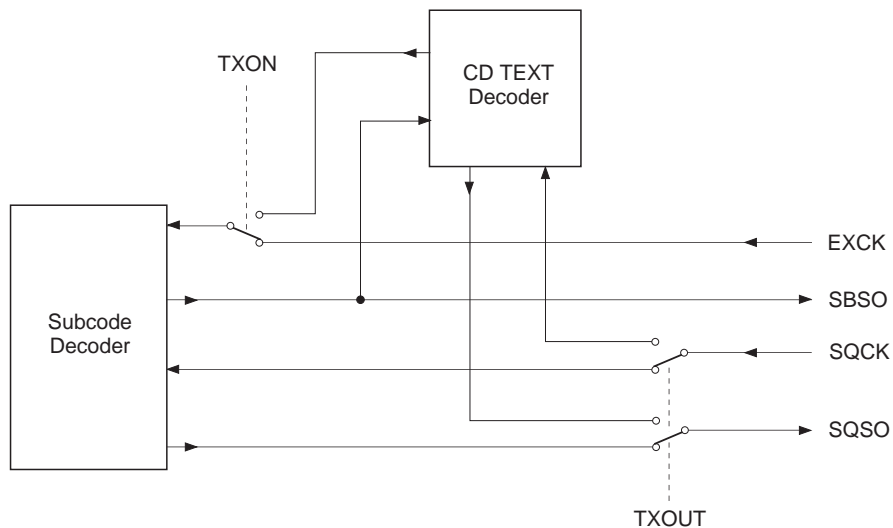 TXON
CD TEXT
Decoder
EXCK
SBSO
Subcode
Decoder
SQCK
SQSO
TXOUT